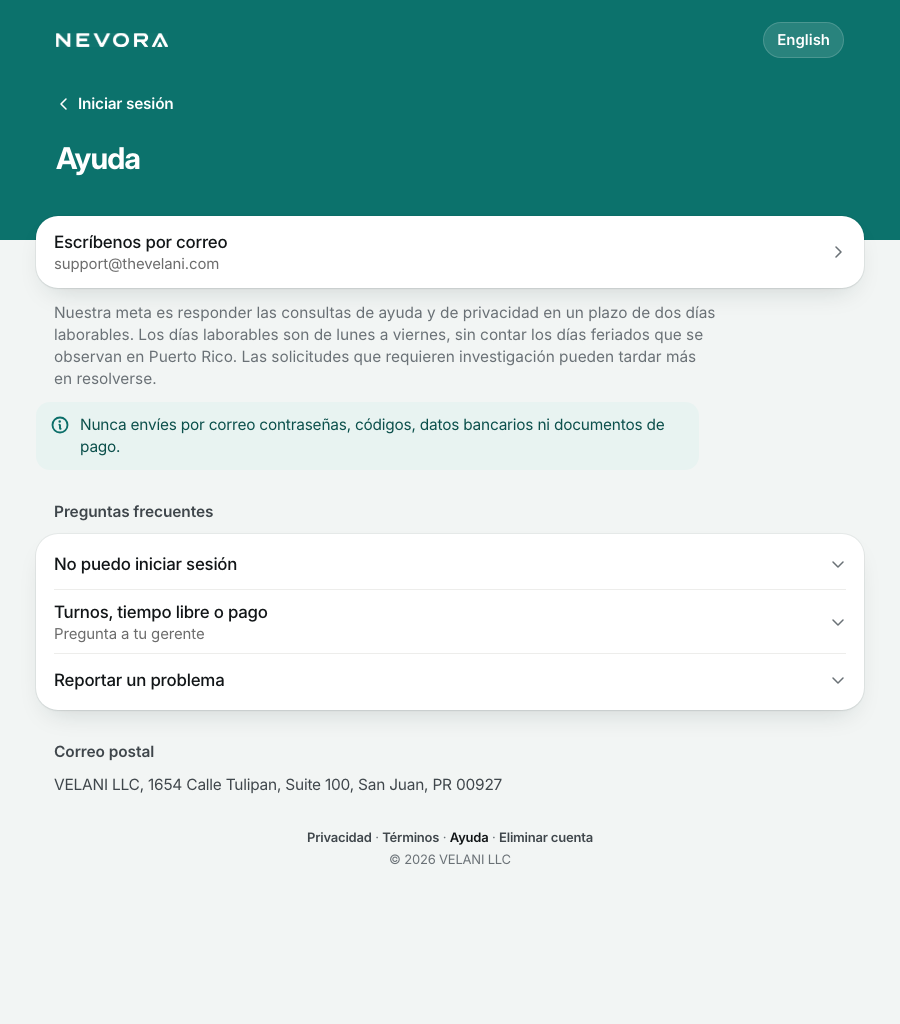 NEVORA
English
Iniciar sesión
Ayuda
Escríbenos por correo
support@thevelani.com
Nuestra meta es responder las consultas de ayuda y de privacidad en un plazo de dos días
laborables. Los días laborables son de lunes a viernes, sin contar los días feriados que se
observan en Puerto Rico. Las solicitudes que requieren investigación pueden tardar más
en resolverse.
Nunca envíes por correo contraseñas, códigos, datos bancarios ni documentos de
pago.
Preguntas frecuentes
No puedo iniciar sesión
Turnos, tiempo libre o pago
Pregunta a tu gerente
Reportar un problema
Correo postal
VELANI LLC, 1654 Calle Tulipan, Suite 100, San Juan, PR 00927
Privacidad · Términos · Ayuda · Eliminar cuenta
© 2026 VELANI LLC